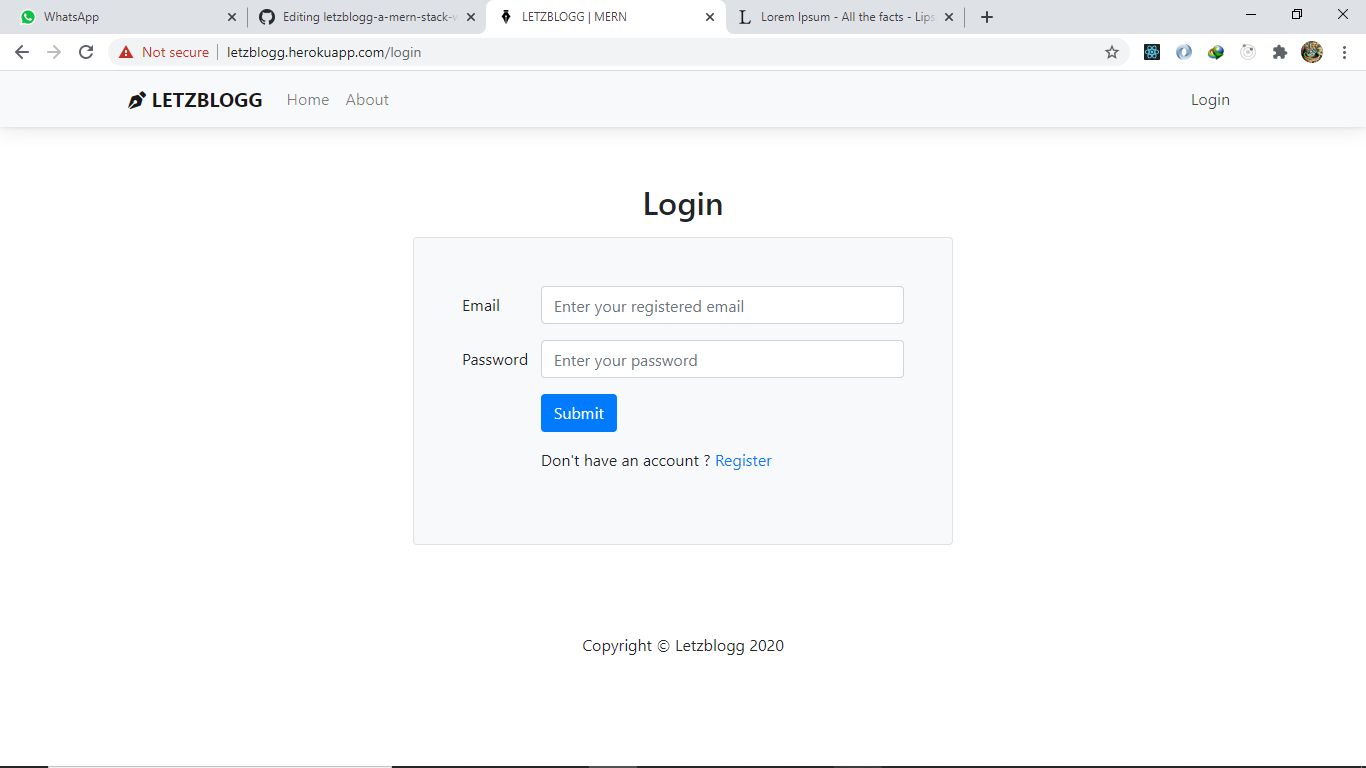 WhatsApp
Editing letzblogg-a-mern-stack-w
LETZBLOGG | MERN
Lorem Ipsum - All the facts - Lips
Not secure
letzblogg.herokuapp.com/login
LETZBLOGG Home About Login
Login
Email Enter your registered email
Password Enter your password
Submit
Don't have an account ? Register
Copyright © Letzblogg 2020